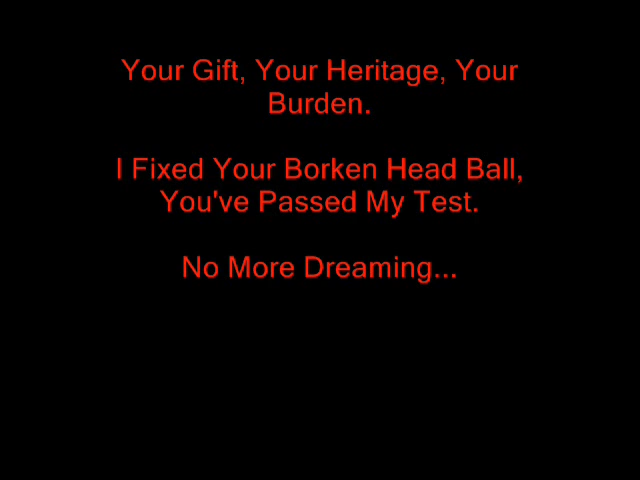 Your Gift, Your Heritage, Your
Burden.
I Fixed Your Borken Head Ball,
You've Passed My Test.
No More Dreaming...